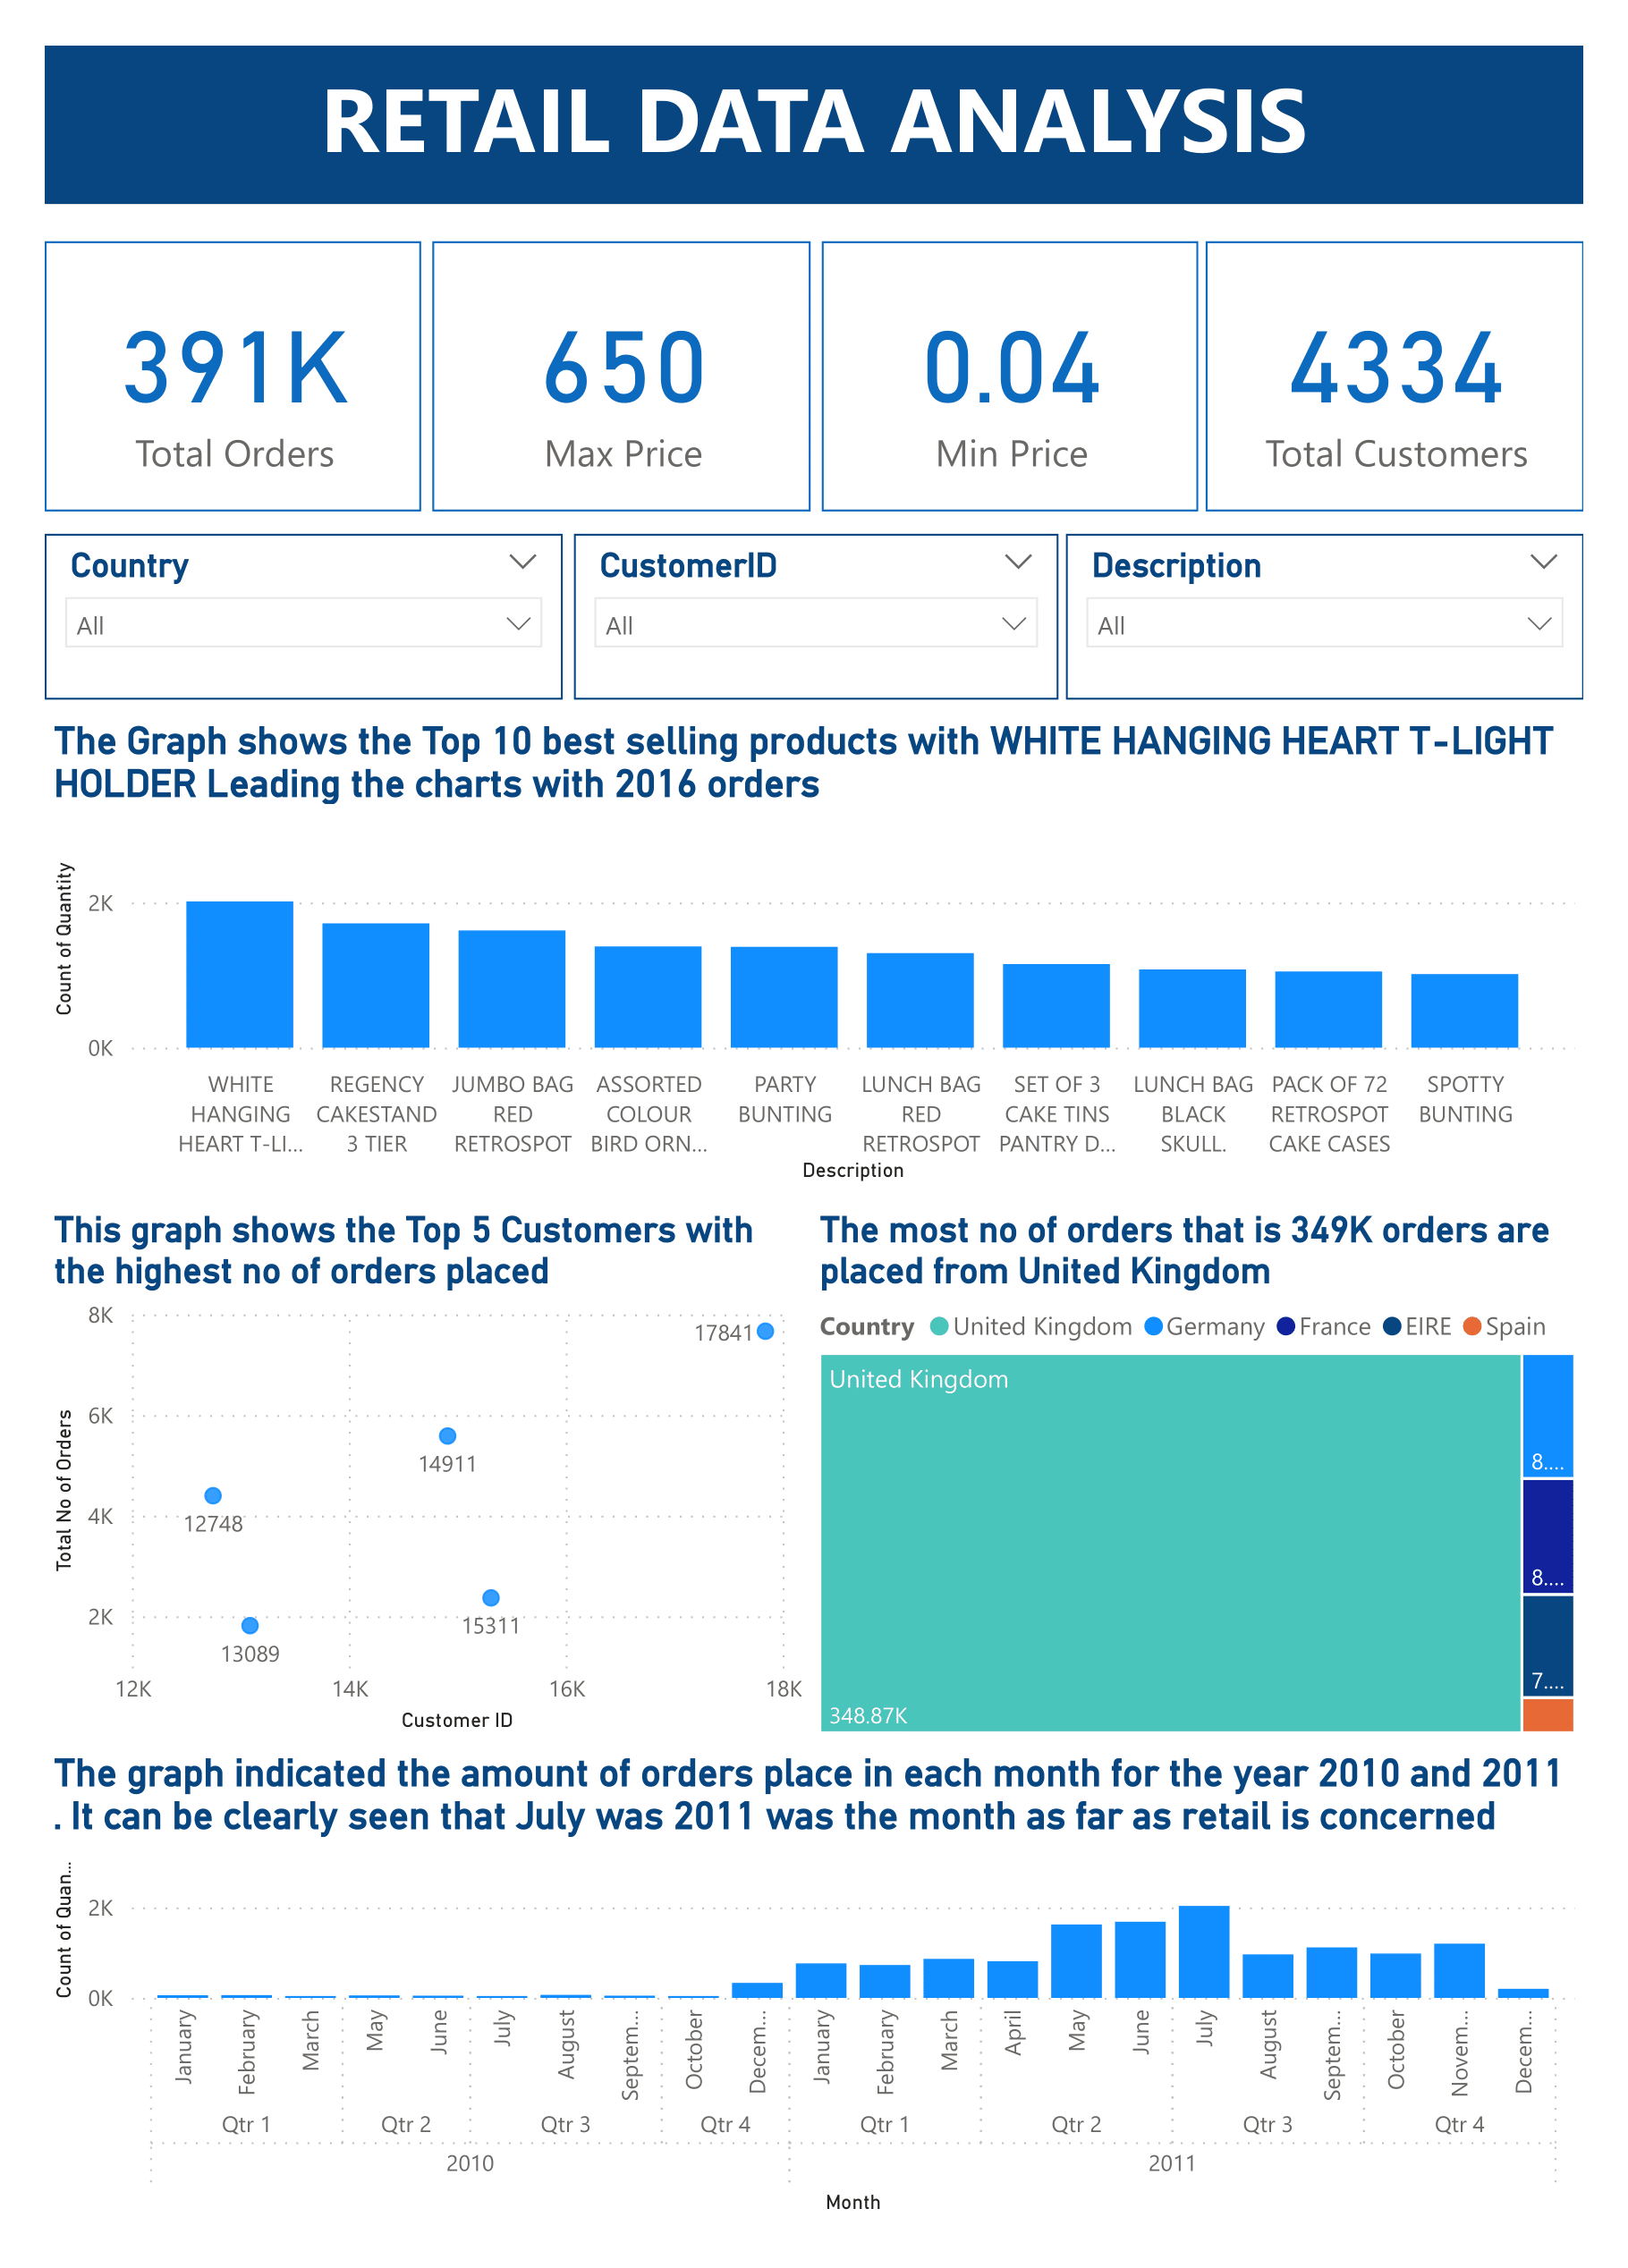 RETAIL DATA ANALYSIS
391K
Total Orders
650
Max Price
0.04
Min Price
4334
Total Customers
Country
All
CustomerID
All
Description
All
The Graph shows the Top 10 best selling products with WHITE HANGING HEART T-LIGHT
HOLDER Leading the charts with 2016 orders
Count of Quantity
2K
0K
WHITE
HANGING
HEART T-LI...
REGENCY
CAKESTAND
3 TIER
JUMBO BAG
RED
RETROSPOT
ASSORTED
COLOUR
BIRD ORN...
PARTY
BUNTING
LUNCH BAG
RED
RETROSPOT
SET OF 3
CAKE TINS
PANTRY D...
LUNCH BAG
BLACK
SKULL.
PACK OF 72
RETROSPOT
CAKE CASES
SPOTTY
BUNTING
Description
This graph shows the Top 5 Customers with
the highest no of orders placed
Total No of Orders
8K
6K
4K
2K
17841
14911
12748
15311
13089
12K
14K
16K
18K
Customer ID
The most no of orders that is 349K orders are
placed from United Kingdom
Country United Kingdom Germany France EIRE Spain
United Kingdom
348.87K
8....
8....
7....
The graph indicated the amount of orders place in each month for the year 2010 and 2011
. It can be clearly seen that July was 2011 was the month as far as retail is concerned
Count of Quan...
2K
0K
January
February
March
May
June
July
August
Septem...
October
Decem...
January
February
March
April
May
June
July
August
Septem...
October
Novem...
Decem...
Qtr 1
Qtr 2
Qtr 3
Qtr 4
Qtr 1
Qtr 2
Qtr 3
Qtr 4
2010
2011
Month